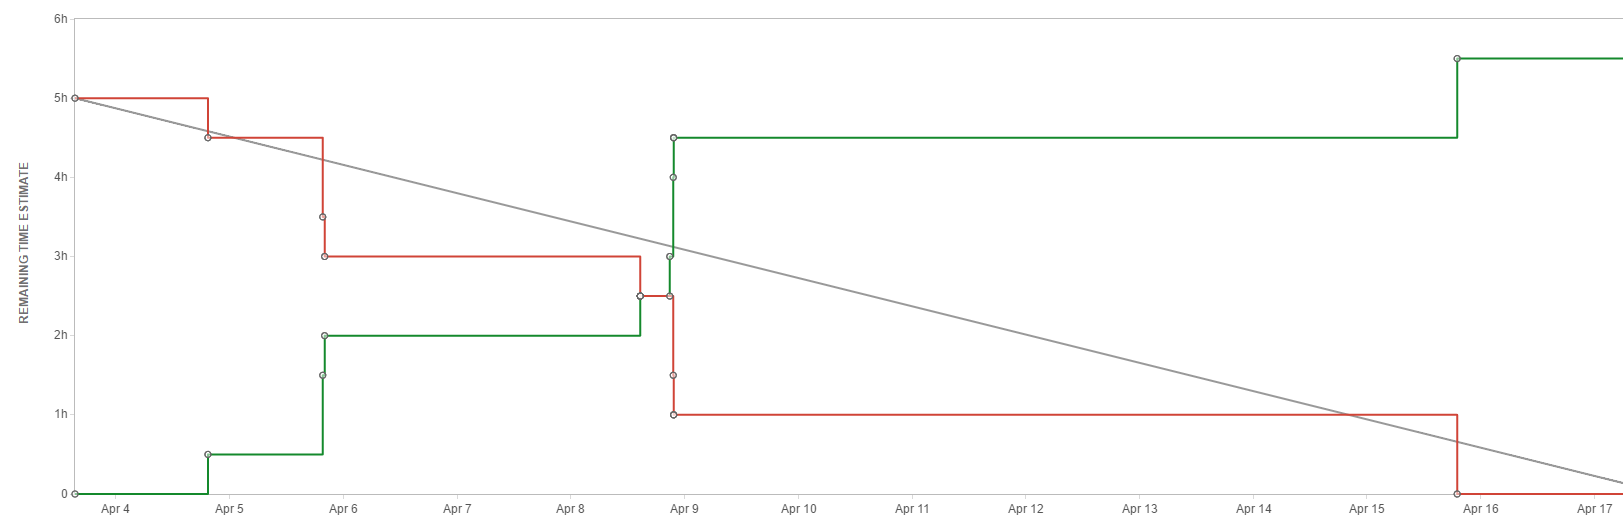 6h
5h
4h
3h
2h
1h
0
REMAINING TIME ESTIMATE
Apr 4 Apr 5 Apr 6 Apr 7 Apr 8 Apr 9 Apr 10 Apr 11 Apr 12 Apr 13 Apr 14 Apr 15 Apr 16 Apr 17